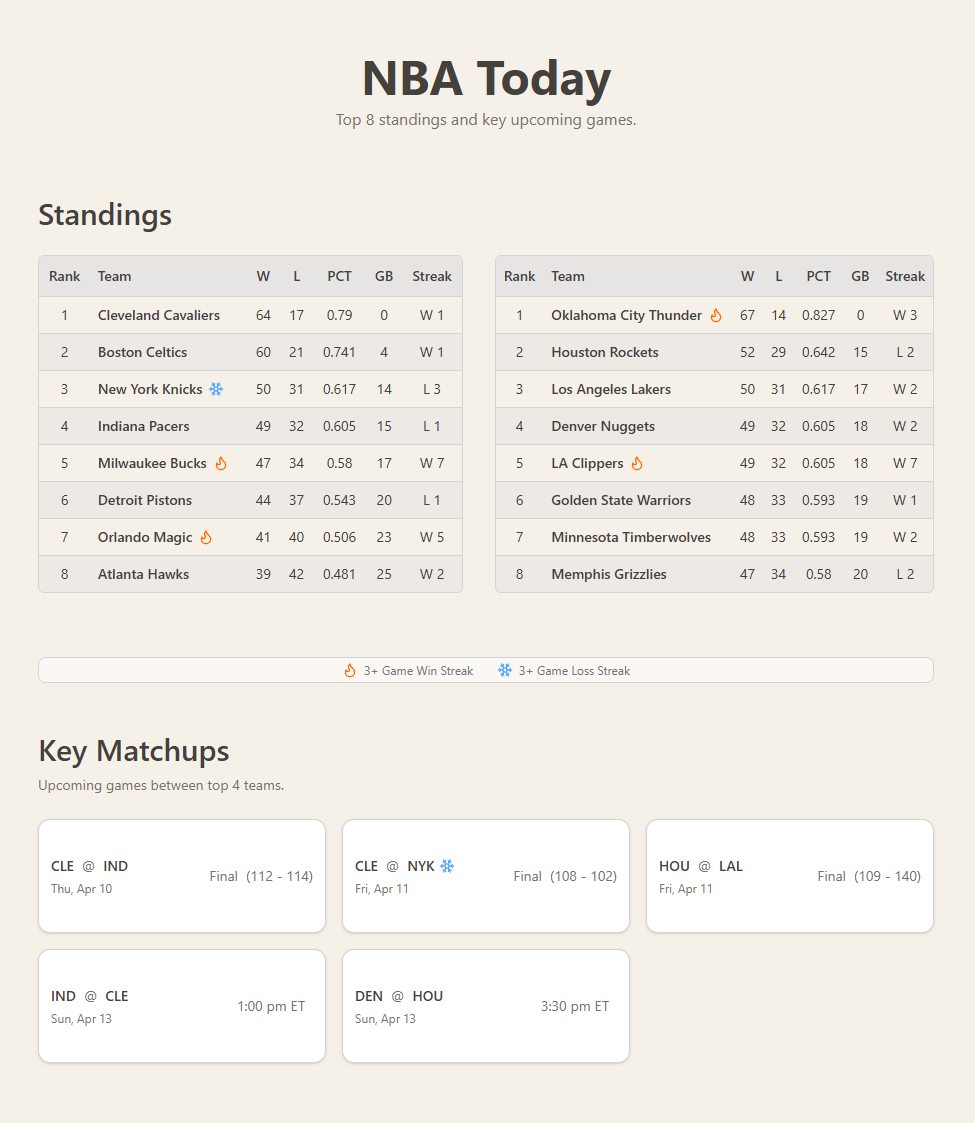 NBA Today
Top 8 standings and key upcoming games.
Standings
Rank Team W L PCT GB Streak
1 Cleveland Cavaliers 64 17 0.79 0 W 1
2 Boston Celtics 60 21 0.741 4 W 1
3 New York Knicks 50 31 0.617 14 L 3
4 Indiana Pacers 49 32 0.605 15 L 1
5 Milwaukee Bucks 47 34 0.58 17 W 7
6 Detroit Pistons 44 37 0.543 20 L 1
7 Orlando Magic 41 40 0.506 23 W 5
8 Atlanta Hawks 39 42 0.481 25 W 2
Rank Team W L PCT GB Streak
1 Oklahoma City Thunder 67 14 0.827 0 W 3
2 Houston Rockets 52 29 0.642 15 L 2
3 Los Angeles Lakers 50 31 0.617 17 W 2
4 Denver Nuggets 49 32 0.605 18 W 2
5 LA Clippers 49 32 0.605 18 W 7
6 Golden State Warriors 48 33 0.593 19 W 1
7 Minnesota Timberwolves 48 33 0.593 19 W 2
8 Memphis Grizzlies 47 34 0.58 20 L 2
3+ Game Win Streak 3+ Game Loss Streak
Key Matchups
Upcoming games between top 4 teams.
CLE @ IND
Thu, Apr 10
Final (112 - 114)
CLE @ NYK
Fri, Apr 11
Final (108 - 102)
HOU @ LAL
Fri, Apr 11
Final (109 - 140)
IND @ CLE
Sun, Apr 13
1:00 pm ET
DEN @ HOU
Sun, Apr 13
3:30 pm ET